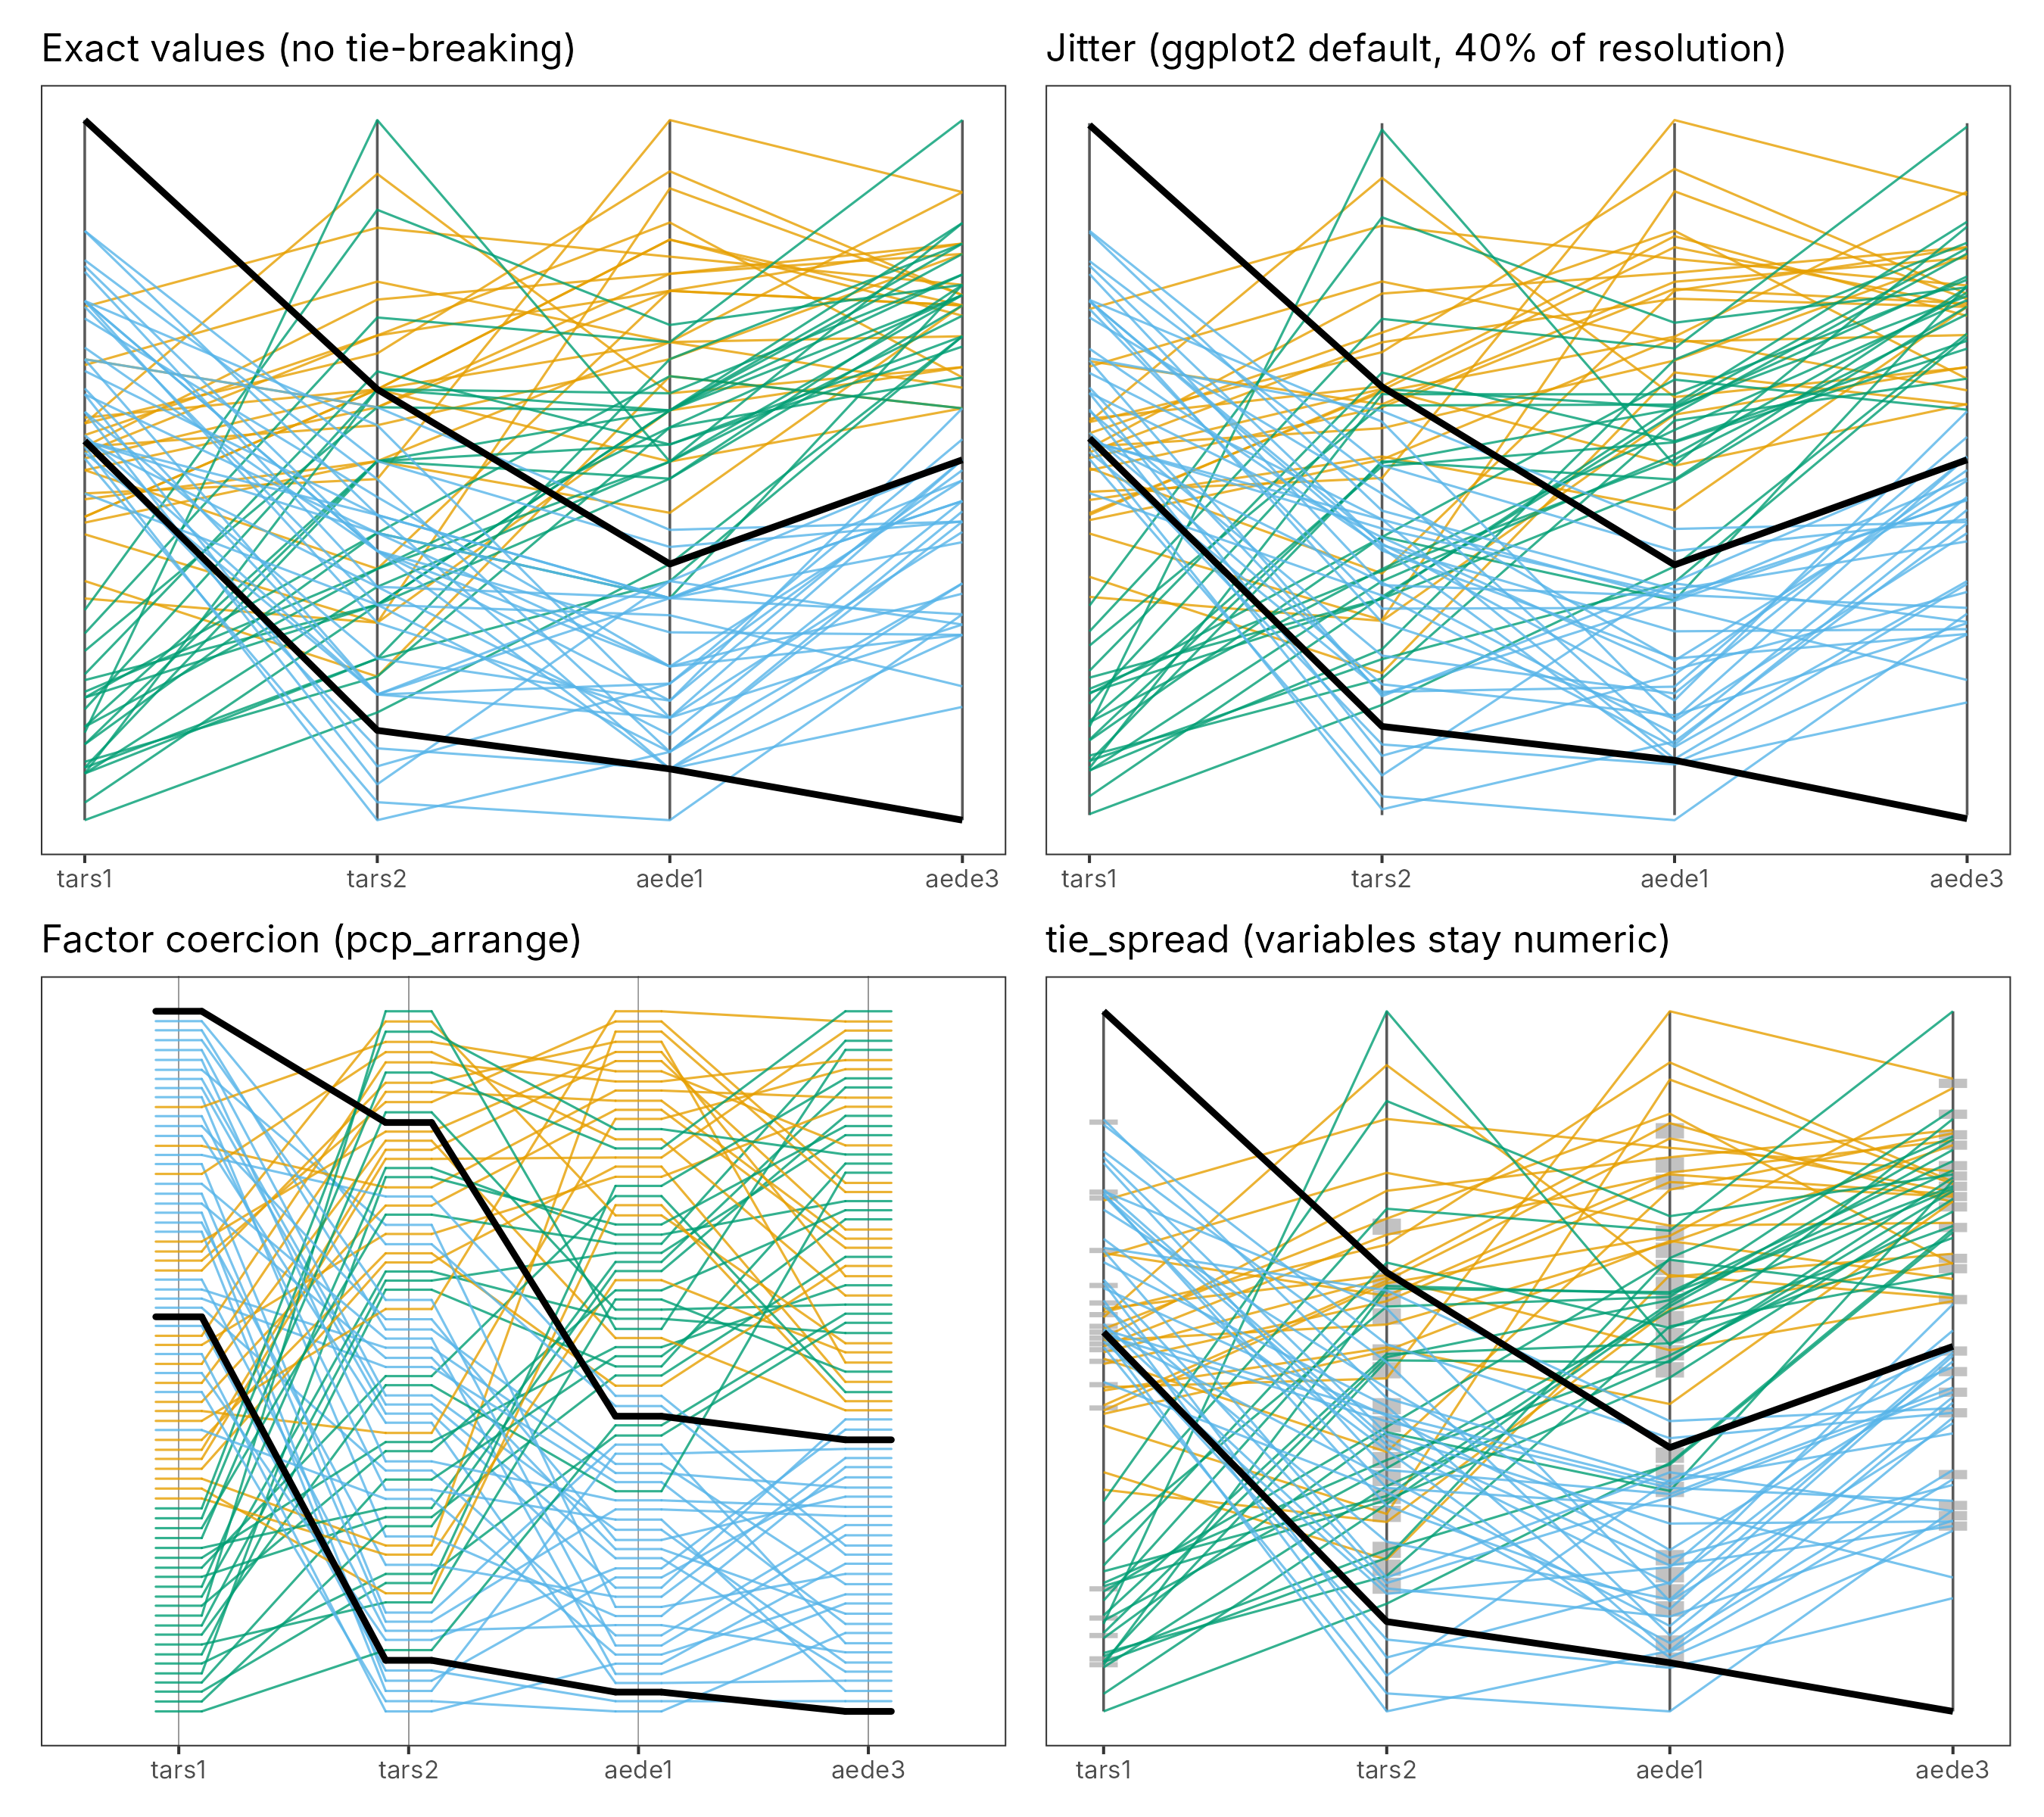 Exact values (no tie-breaking)
Jitter (ggplot2 default, 40% of resolution)
tars1 tars2 aede1 aede3
tars1 tars2 aede1 aede3
Factor coercion (pcp_arrange)
tie_spread (variables stay numeric)
tars1 tars2 aede1 aede3
tars1 tars2 aede1 aede3